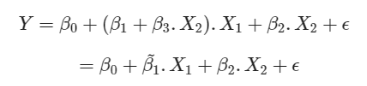 Y = β₀ + (β₁ + β₃. X₂). X₁ + β₂. X₂ + ϵ
= β₀ + β̃₁. X₁ + β₂. X₂ + ϵ